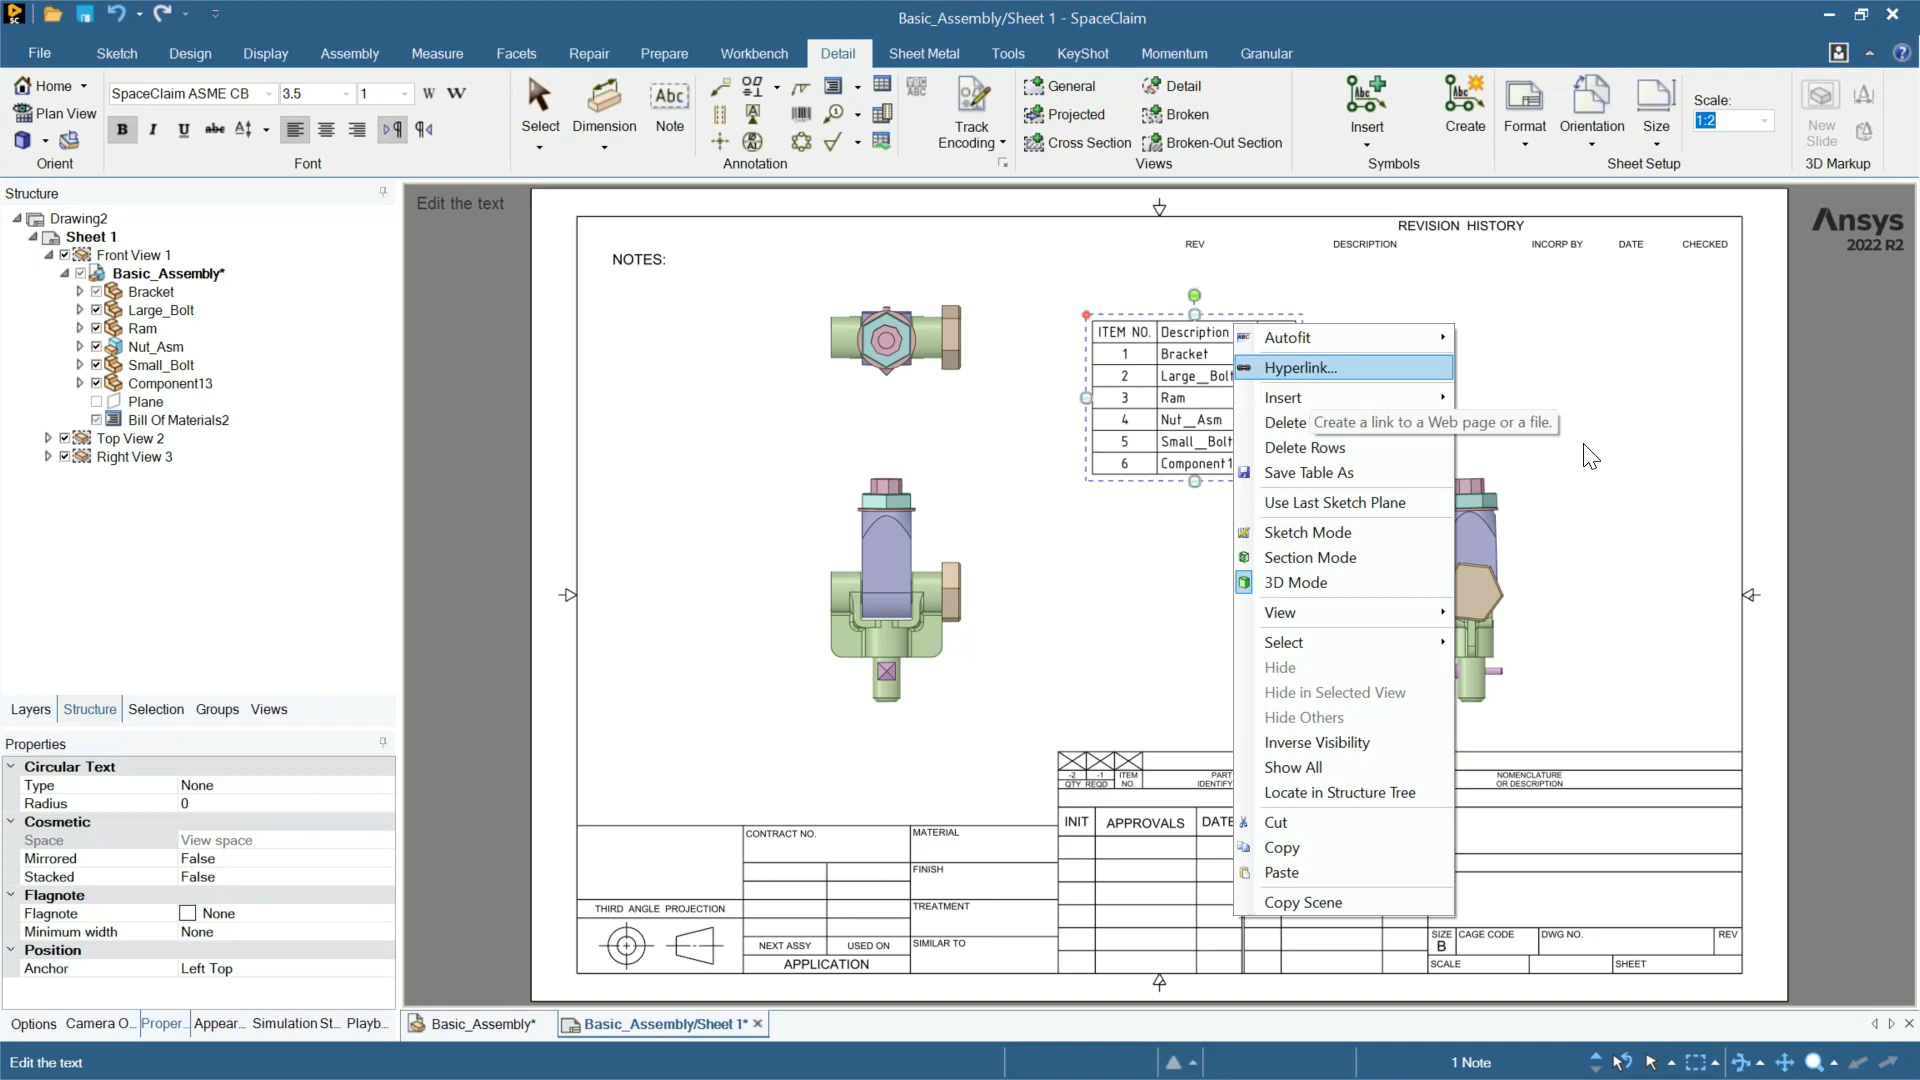 Basic_Assembly/Sheet 1 - SpaceClaim
File Sketch Design Display Assembly Measure Facets Repair Prepare Workbench Detail Sheet Metal Tools KeyShot Momentum Granular
Home
Plan View
Orient
SpaceClaim ASME CB 3.5 1 W W
B I U abc
Font
Select
Dimension
Abc
Note
Annotation
Track
Encoding
General
Projected
Cross Section
Detail
Broken
Broken-Out Section
Views
Insert
Create
Symbols
Format
Orientation
Size
Scale:
1:2
Sheet Setup
New
Slide
3D Markup
Structure
Drawing2
Sheet 1
Front View 1
Basic_Assembly*
Bracket
Large_Bolt
Ram
Nut_Asm
Small_Bolt
Component13
Plane
Bill Of Materials2
Top View 2
Right View 3
Layers Structure Selection Groups Views
Properties
Circular Text
Type None
Radius 0
Cosmetic
Space View space
Mirrored False
Stacked False
Flagnote
Flagnote None
Minimum width None
Position
Anchor Left Top
Options Camera O... Proper... Appear... Simulation St... Playb...
Edit the text
Ansys
2022 R2
NOTES:
REVISION HISTORY
REV DESCRIPTION INCORP BY DATE CHECKED
ITEM NO. Description
1 Bracket
2 Large_Bolt
3 Ram
4 Nut_Asm
5 Small_Bolt
6 Component1
Autofit
Hyperlink...
Insert
Delete
Create a link to a Web page or a file.
Delete Rows
Save Table As
Use Last Sketch Plane
Sketch Mode
Section Mode
3D Mode
View
Select
Hide
Hide in Selected View
Hide Others
Inverse Visibility
Show All
Locate in Structure Tree
Cut
Copy
Paste
Copy Scene
-2 -1 ITEM
QTY REQD NO.
PART
IDENTIFY
NOMENCLATURE
OR DESCRIPTION
INIT APPROVALS DATE
CONTRACT NO.
MATERIAL
FINISH
TREATMENT
SIMILAR TO
THIRD ANGLE PROJECTION
NEXT ASSY USED ON
APPLICATION
SIZE
B
CAGE CODE
DWG NO.
REV
SCALE
SHEET
Basic_Assembly* Basic_Assembly/Sheet 1*
Edit the text
1 Note